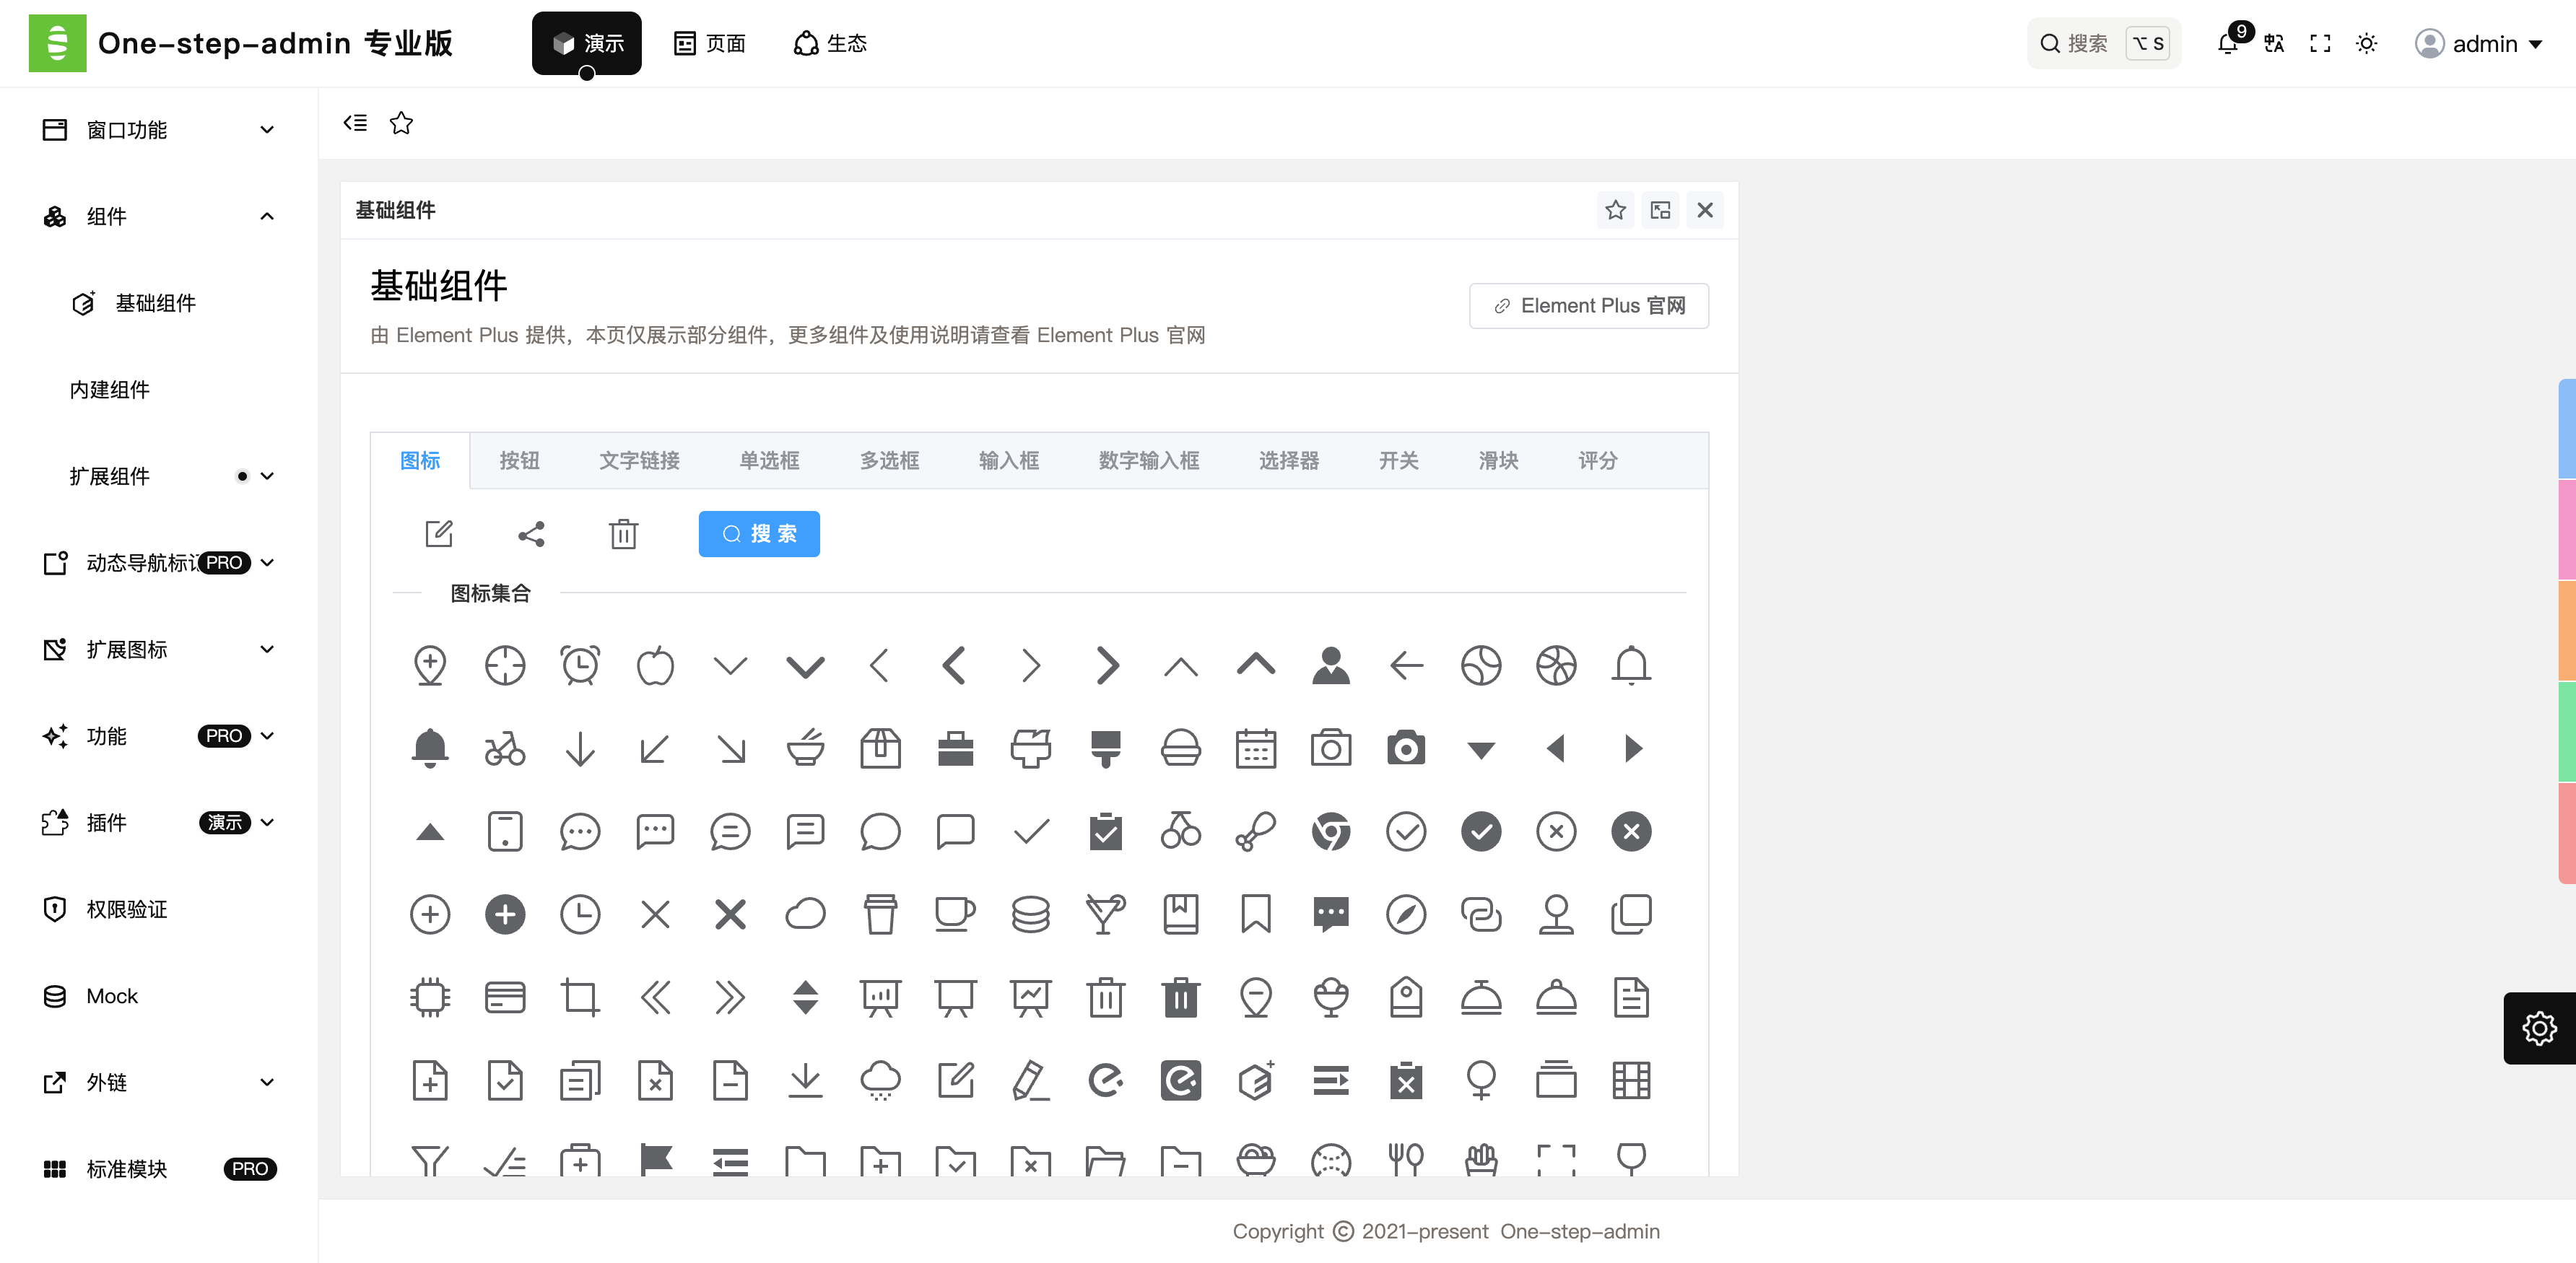 One-step-admin 专业版
演示
页面
生态
搜索
⌥ S
9
admin
窗口功能
组件
基础组件
内建组件
扩展组件
动态导航标
PRO
扩展图标
功能
PRO
插件
演示
权限验证
Mock
外链
标准模块
PRO
基础组件
基础组件
由 Element Plus 提供，本页仅展示部分组件，更多组件及使用说明请查看 Element Plus 官网
Element Plus 官网
图标
按钮
文字链接
单选框
多选框
输入框
数字输入框
选择器
开关
滑块
评分
搜 索
图标集合
Copyright © 2021-present One-step-admin